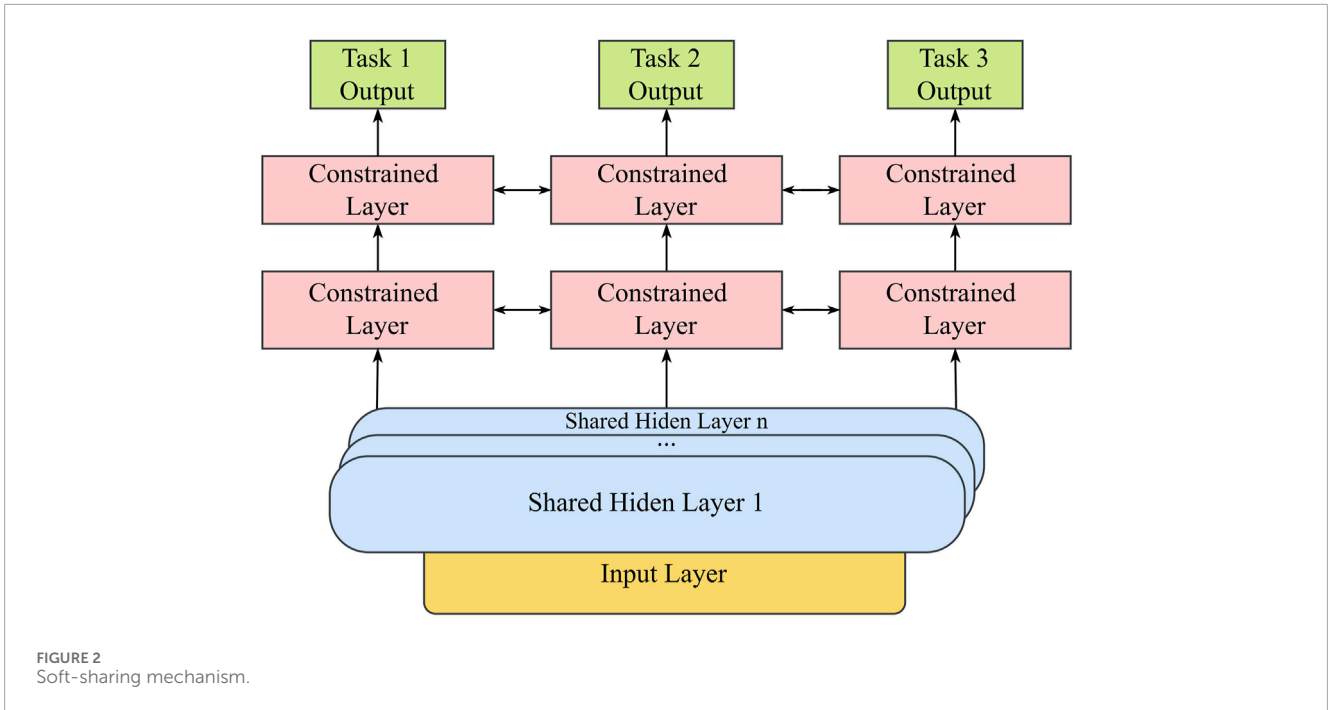 Task 1
Output
Task 2
Output
Task 3
Output
Constrained
Layer
Constrained
Layer
Constrained
Layer
Constrained
Layer
Constrained
Layer
Constrained
Layer
Shared Hiden Layer n
...
Shared Hiden Layer 1
Input Layer
FIGURE 2
Soft-sharing mechanism.